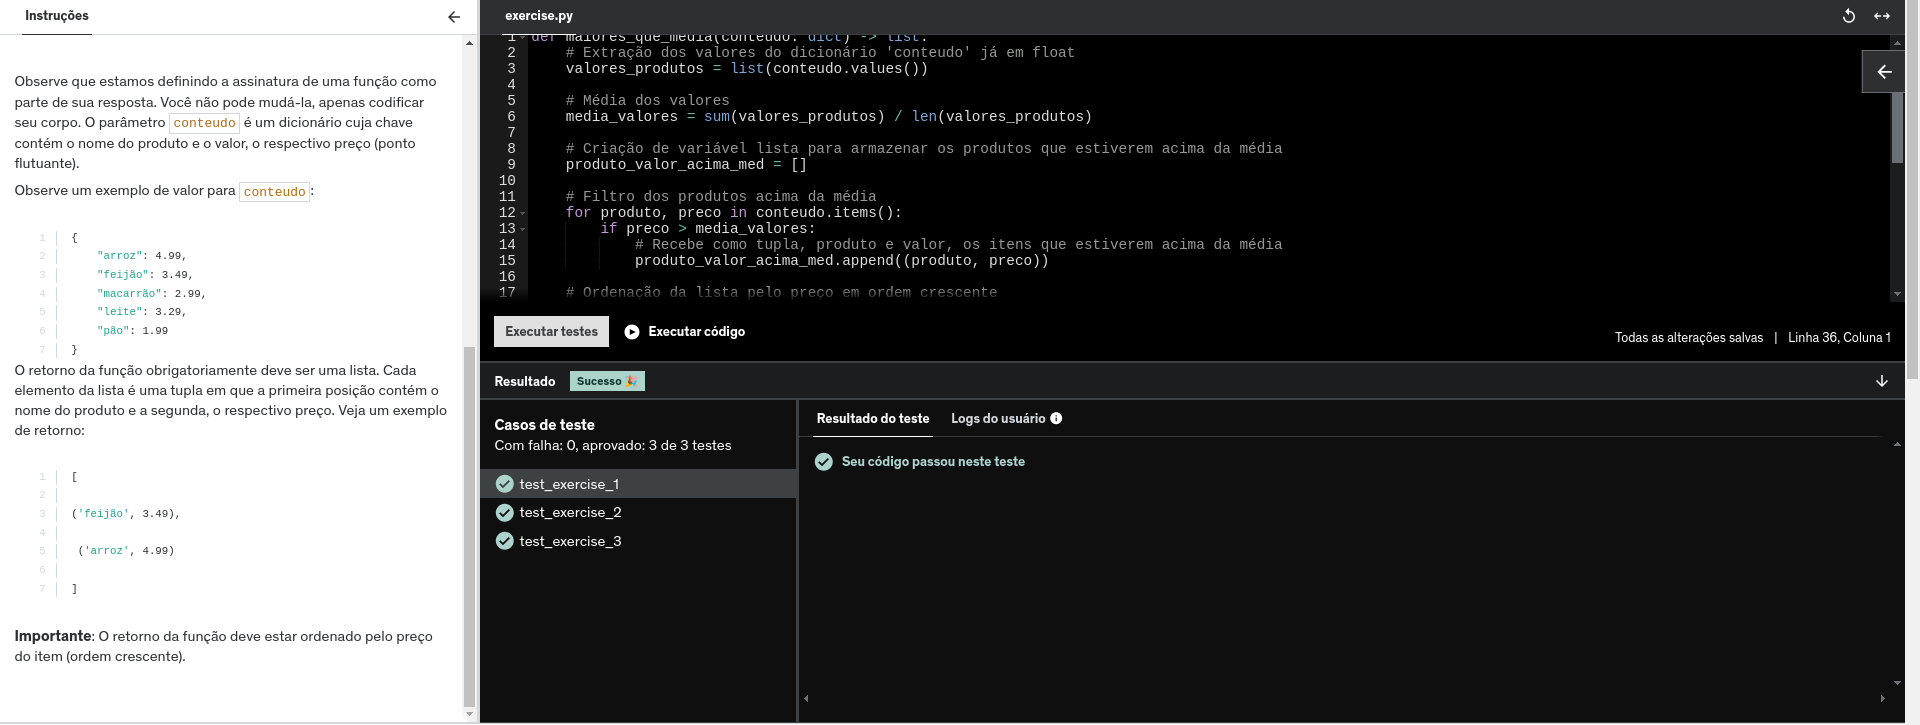 Instruções
Observe que estamos definindo a assinatura de uma função como
parte de sua resposta. Você não pode mudá-la, apenas codificar
seu corpo. O parâmetro conteudo é um dicionário cuja chave
contém o nome do produto e o valor, o respectivo preço (ponto
flutuante).
Observe um exemplo de valor para conteudo:
1 {
2 "arroz": 4.99,
3 "feijão": 3.49,
4 "macarrão": 2.99,
5 "leite": 3.29,
6 "pão": 1.99
7 }
O retorno da função obrigatoriamente deve ser uma lista. Cada
elemento da lista é uma tupla em que a primeira posição contém o
nome do produto e a segunda, o respectivo preço. Veja um exemplo
de retorno:
1 [
2
3 ('feijão', 3.49),
4
5 ('arroz', 4.99)
6
7 ]
Importante: O retorno da função deve estar ordenado pelo preço
do item (ordem crescente).
exercise.py
1 def maiores_que_media(conteudo: dict) -> list:
2 # Extração dos valores do dicionário 'conteudo' já em float
3 valores_produtos = list(conteudo.values())
4
5 # Média dos valores
6 media_valores = sum(valores_produtos) / len(valores_produtos)
7
8 # Criação de variável lista para armazenar os produtos que estiverem acima da média
9 produto_valor_acima_med = []
10
11 # Filtro dos produtos acima da média
12 for produto, preco in conteudo.items():
13 if preco > media_valores:
14 # Recebe como tupla, produto e valor, os itens que estiverem acima da média
15 produto_valor_acima_med.append((produto, preco))
16
17 # Ordenação da lista pelo preço em ordem crescente
Executar testes
Executar código
Todas as alterações salvas | Linha 36, Coluna 1
Resultado
Sucesso 🎉
Casos de teste
Com falha: 0, aprovado: 3 de 3 testes
test_exercise_1
test_exercise_2
test_exercise_3
Resultado do teste
Logs do usuário
Seu código passou neste teste